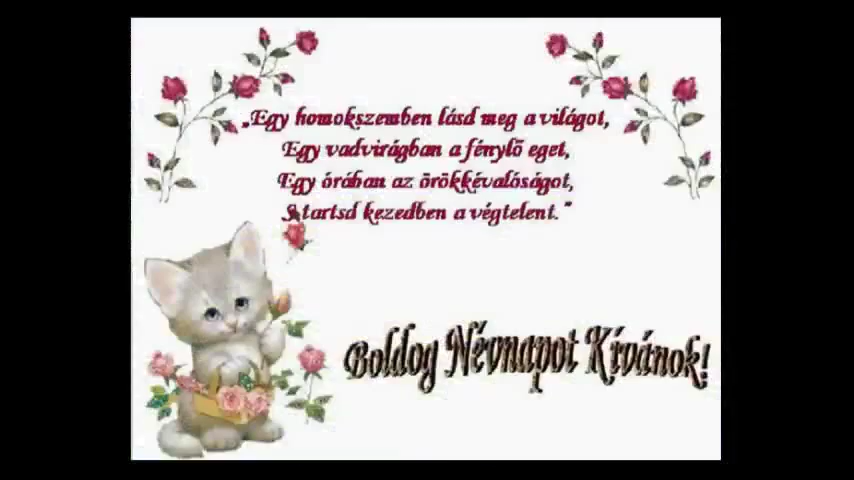 „Egy homokszemben lásd meg a világot,
Egy vadvirágban a fénylő eget,
Egy órában az örökkévalóságot,
S tartsd kezedben a végtelent."
Boldog Névnapot Kívánok!